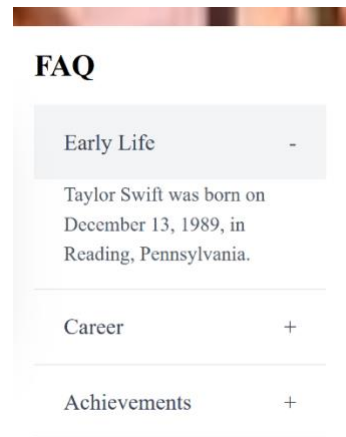 FAQ
Early Life -
Taylor Swift was born on
December 13, 1989, in
Reading, Pennsylvania.
Career +
Achievements +